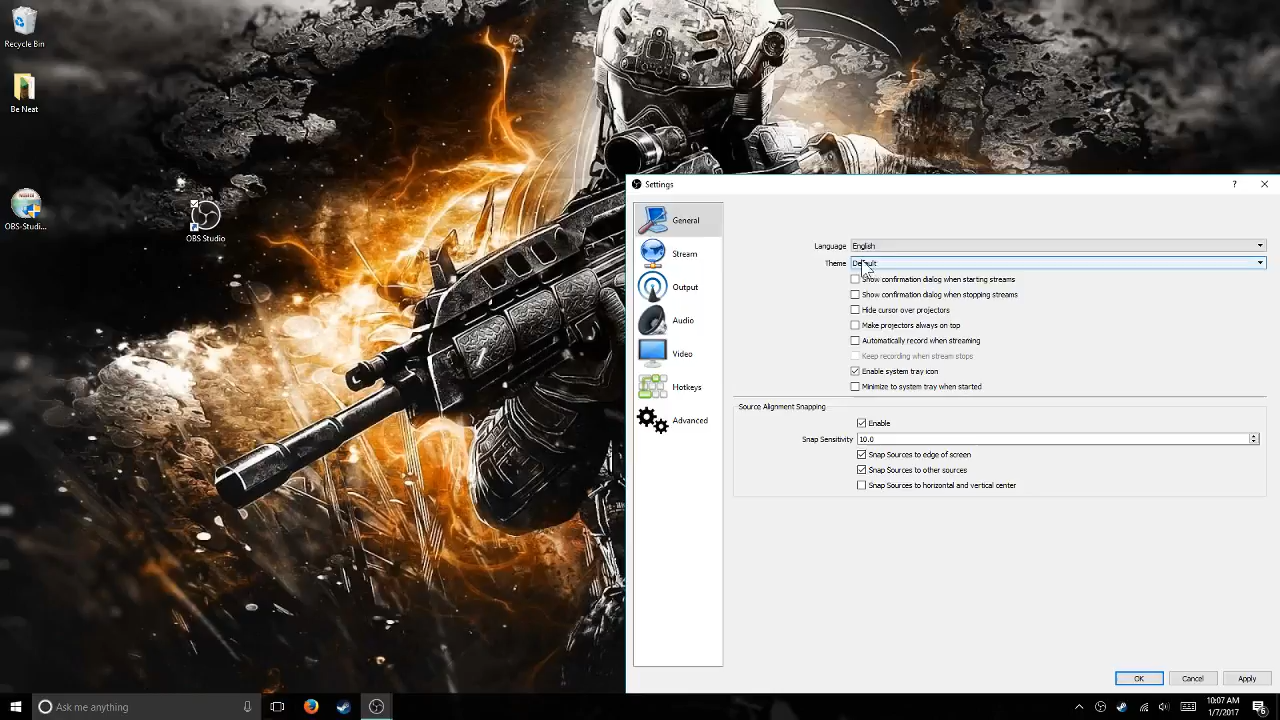 Recycle Bin
Be Neat
OBS-Studi...
OBS Studio
Settings
?
General
Stream
Output
Audio
Video
Hotkeys
Advanced
Language English
Theme Default
Show confirmation dialog when starting streams
Show confirmation dialog when stopping streams
Hide cursor over projectors
Make projectors always on top
Automatically record when streaming
Keep recording when stream stops
Enable system tray icon
Minimize to system tray when started
Source Alignment Snapping
Enable
Snap Sensitivity 10.0
Snap Sources to edge of screen
Snap Sources to other sources
Snap Sources to horizontal and vertical center
OK Cancel Apply
Ask me anything
10:07 AM
1/7/2017
6